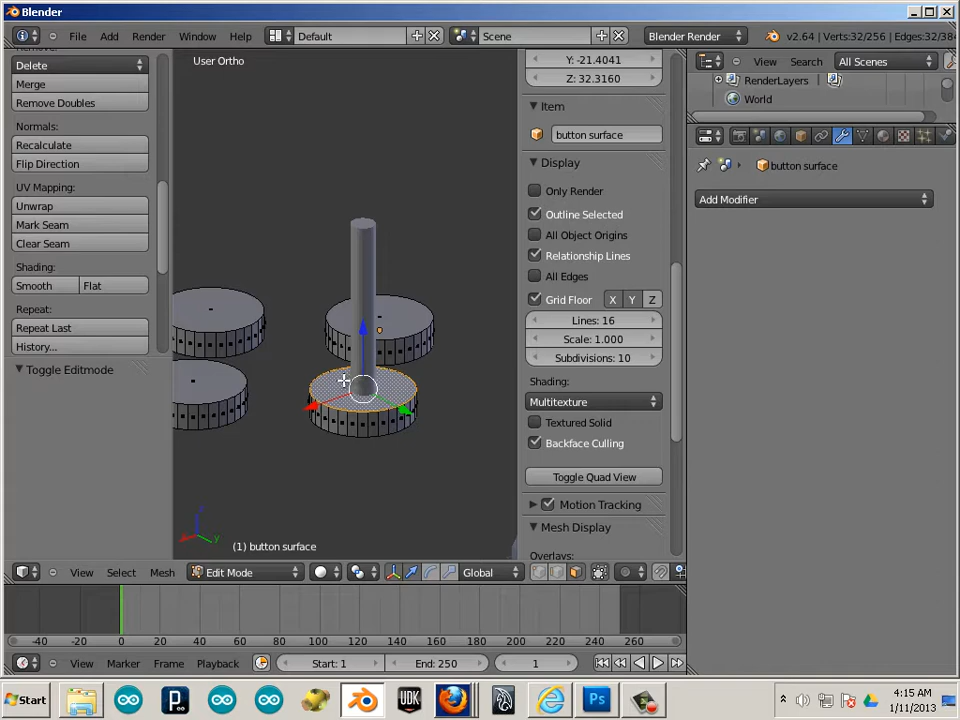 Blender
File Add Render Window Help Default Scene Blender Render v2.64 | Verts:32/256 | Edges:32/384
Delete
Merge
Remove Doubles
Normals:
Recalculate
Flip Direction
UV Mapping:
Unwrap
Mark Seam
Clear Seam
Shading:
Smooth Flat
Repeat:
Repeat Last
History...
Toggle Editmode
User Ortho
(1) button surface
Y: -21.4041
Z: 32.3160
Item
button surface
Display
Only Render
Outline Selected
All Object Origins
Relationship Lines
All Edges
Grid Floor X Y Z
Lines: 16
Scale: 1.000
Subdivisions: 10
Shading:
Multitexture
Textured Solid
Backface Culling
Toggle Quad View
Motion Tracking
Mesh Display
Overlays:
View Search All Scenes
RenderLayers
World
button surface
Add Modifier
View Select Mesh Edit Mode Global
-40 -20 0 20 40 60 80 100 120 140 160 180 200 220 240 260
View Marker Frame Playback Start: 1 End: 250 1
Start UDK Ps 4:15 AM
1/11/2013